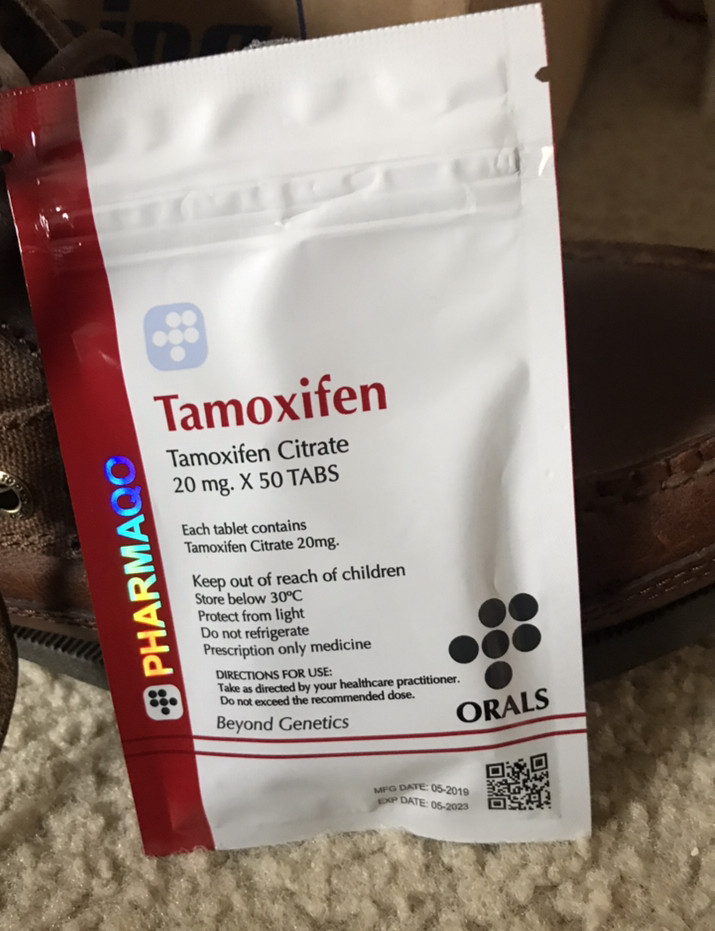 Tamoxifen
Tamoxifen Citrate
20 mg. X 50 TABS
Each tablet contains
Tamoxifen Citrate 20mg.
Keep out of reach of children
Store below 30ºC
Protect from light
Do not refrigerate
Prescription only medicine
DIRECTIONS FOR USE:
Take as directed by your healthcare practitioner.
Do not exceed the recommended dose.
Beyond Genetics
ORALS
PHARMAQO
MFG DATE: 05-2019
EXP DATE: 05-2023